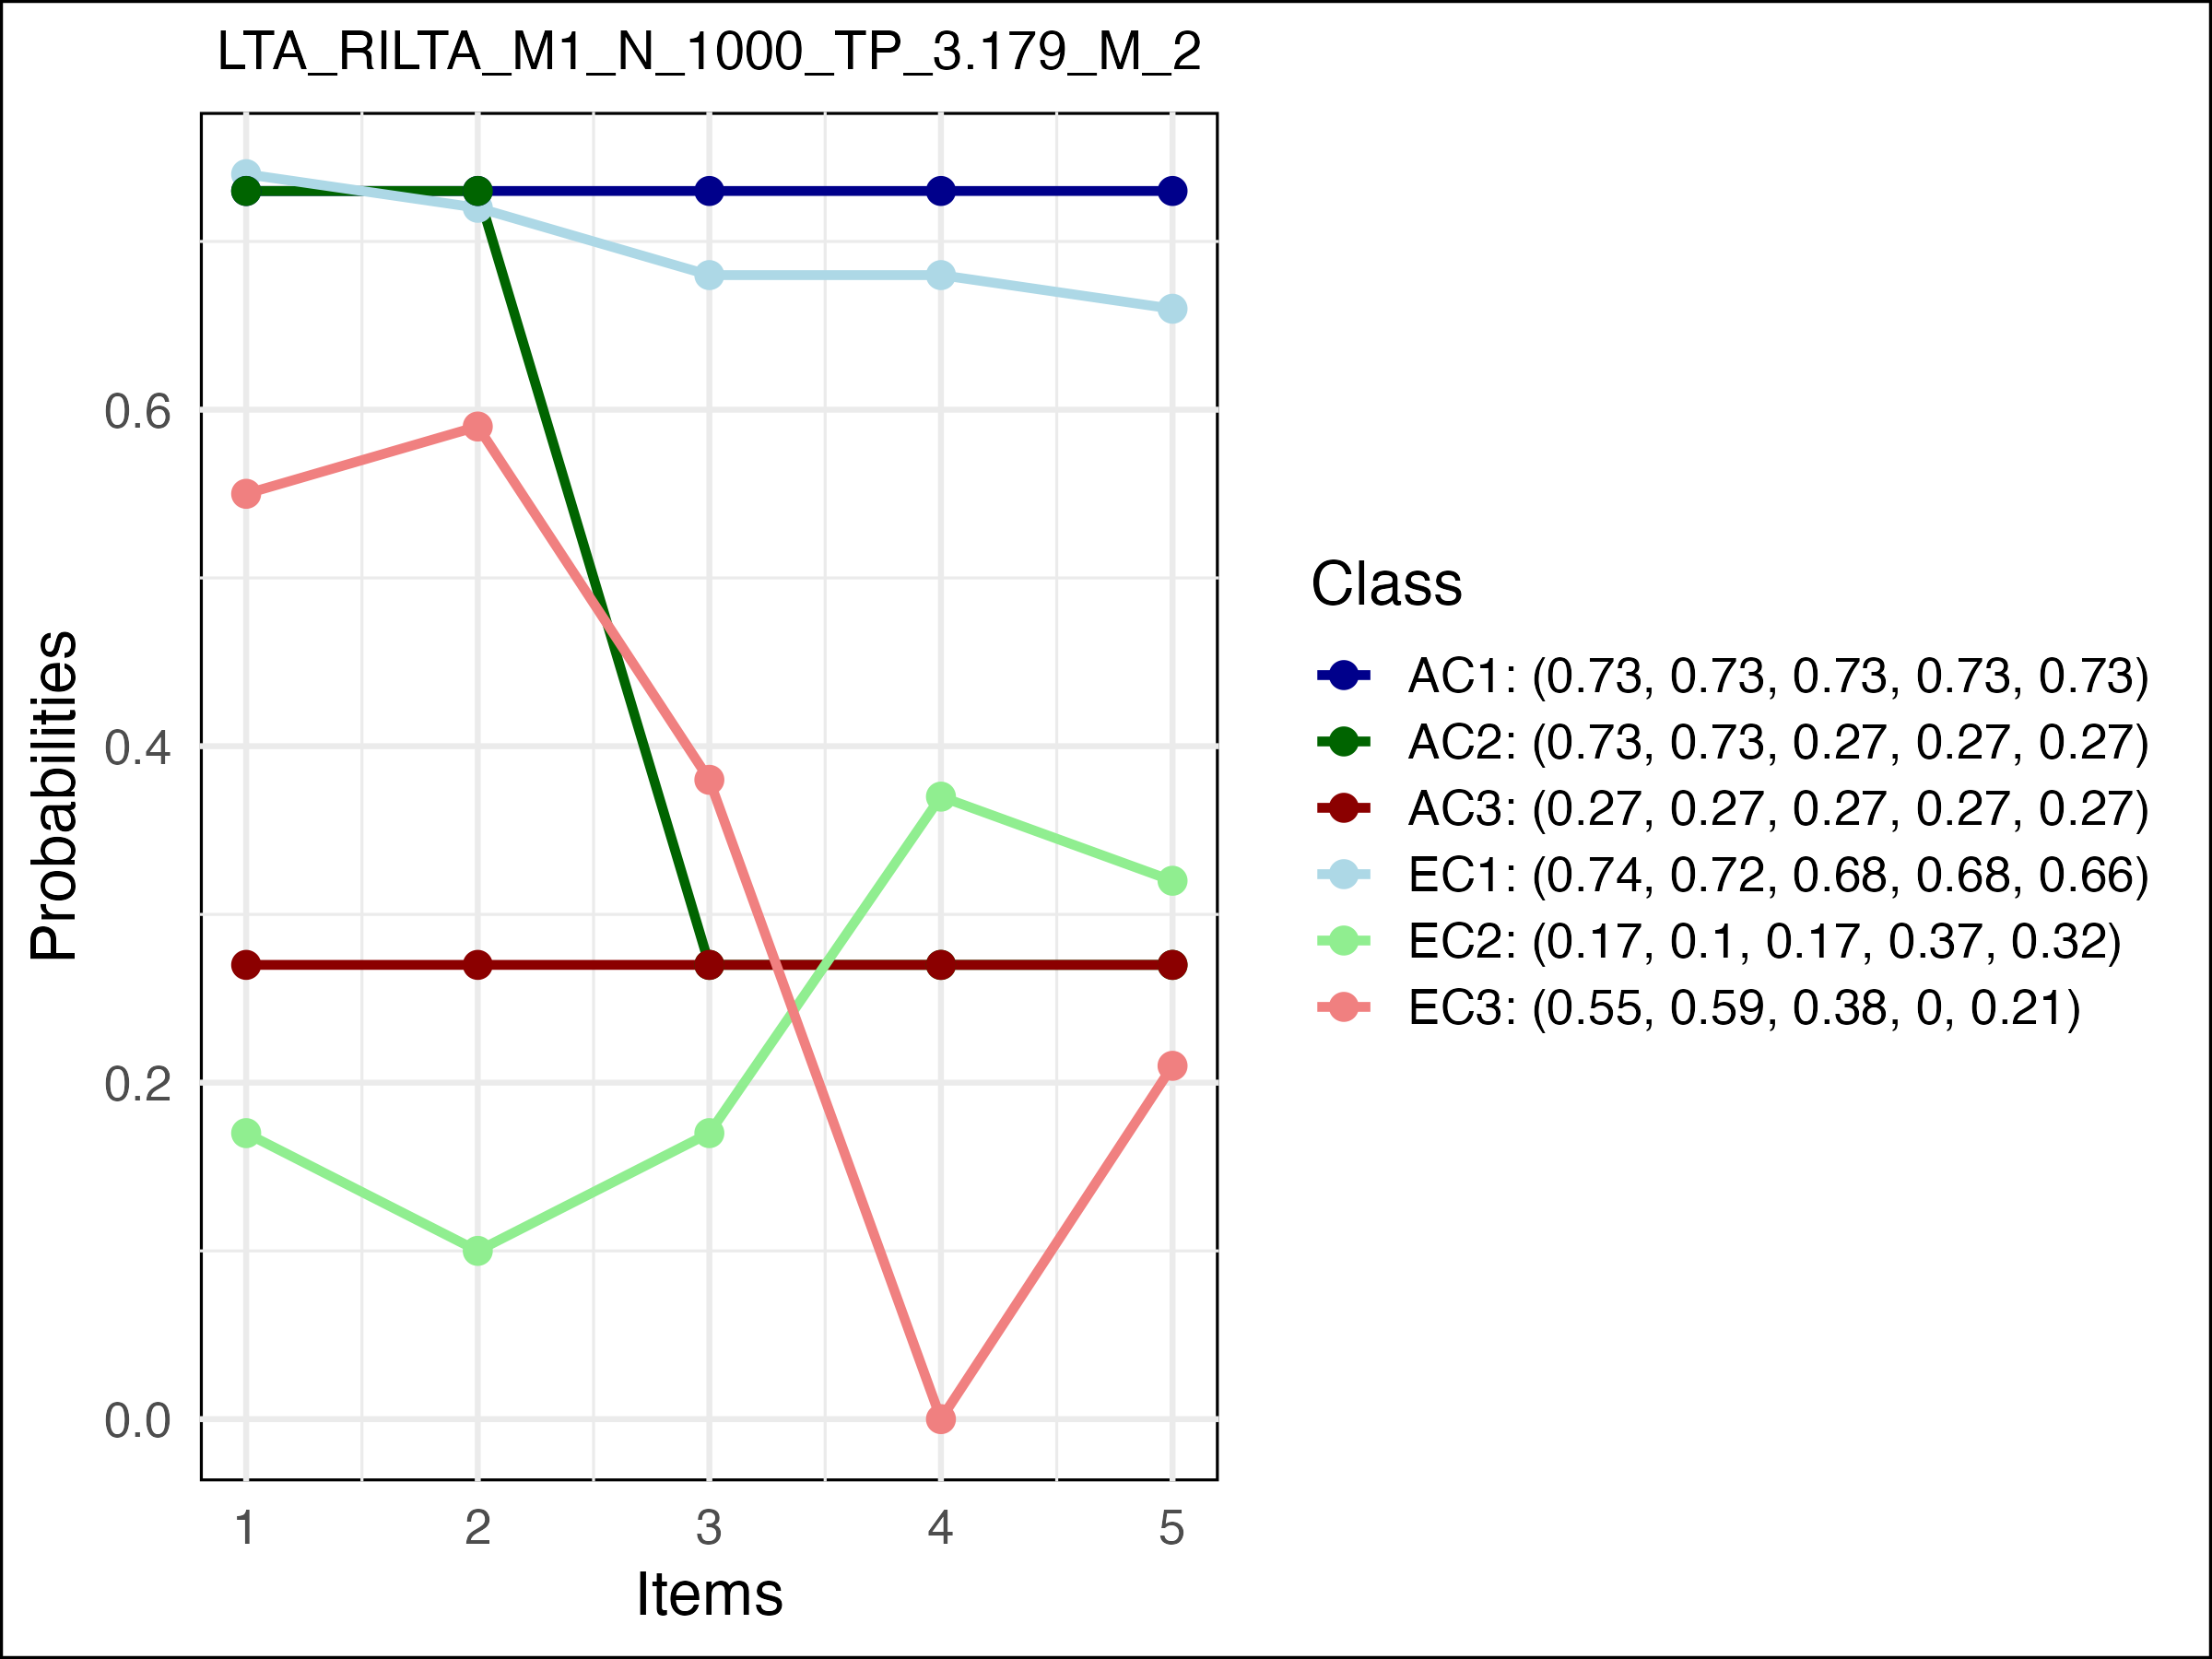 LTA_RILTA_M1_N_1000_TP_3.179_M_2
Probabilities
0.6
0.4
0.2
0.0
1 2 3 4 5
Items
Class
AC1: (0.73, 0.73, 0.73, 0.73, 0.73)
AC2: (0.73, 0.73, 0.27, 0.27, 0.27)
AC3: (0.27, 0.27, 0.27, 0.27, 0.27)
EC1: (0.74, 0.72, 0.68, 0.68, 0.66)
EC2: (0.17, 0.1, 0.17, 0.37, 0.32)
EC3: (0.55, 0.59, 0.38, 0, 0.21)